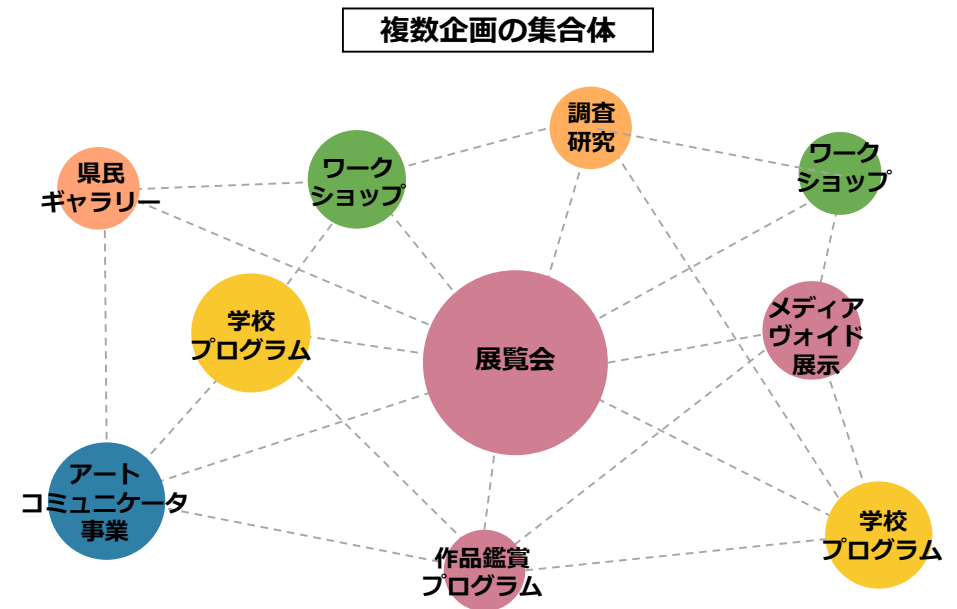 複数企画の集合体
調査
研究
ワーク
ショップ
ワーク
ショップ
県民
ギャラリー
学校
プログラム
展覧会
メディア
ヴォイド
展示
アート
コミュニケータ
事業
作品鑑賞
プログラム
学校
プログラム